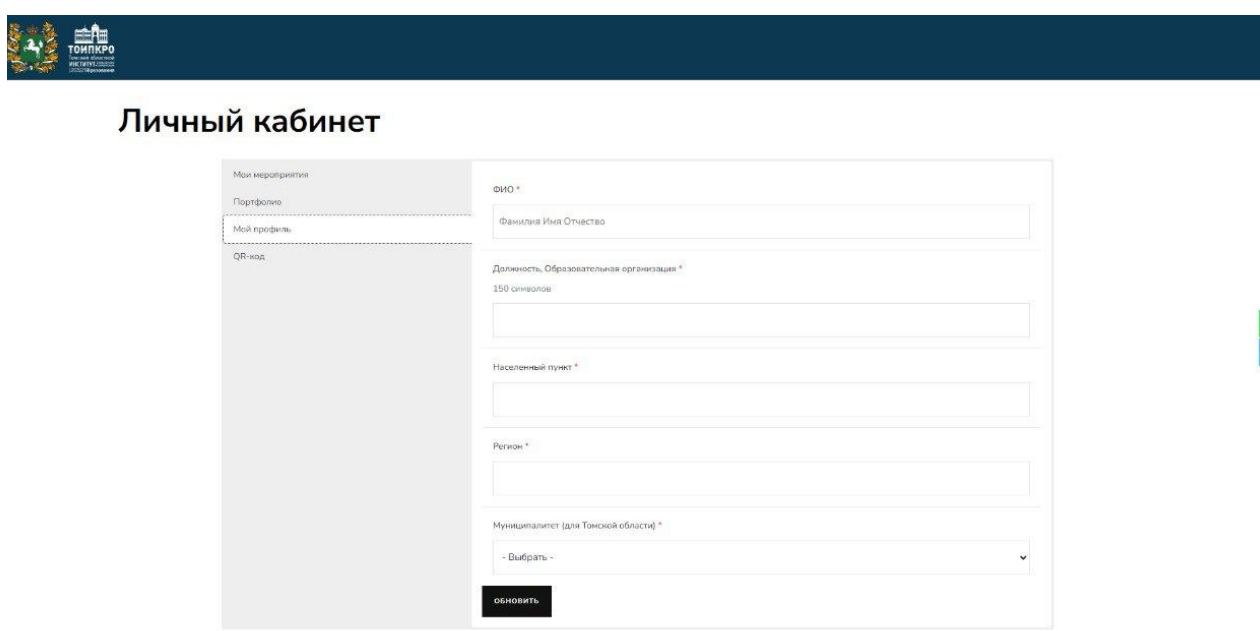 ТОИПКРО
Личный кабинет
Мои мероприятия
Портфолио
Мой профиль
QR-код
ФИО *
Фамилия Имя Отчество
Должность, Образовательная организация *
150 символов
Населенный пункт *
Регион *
Муниципалитет (для Томской области) *
- Выбрать -
ОБНОВИТЬ